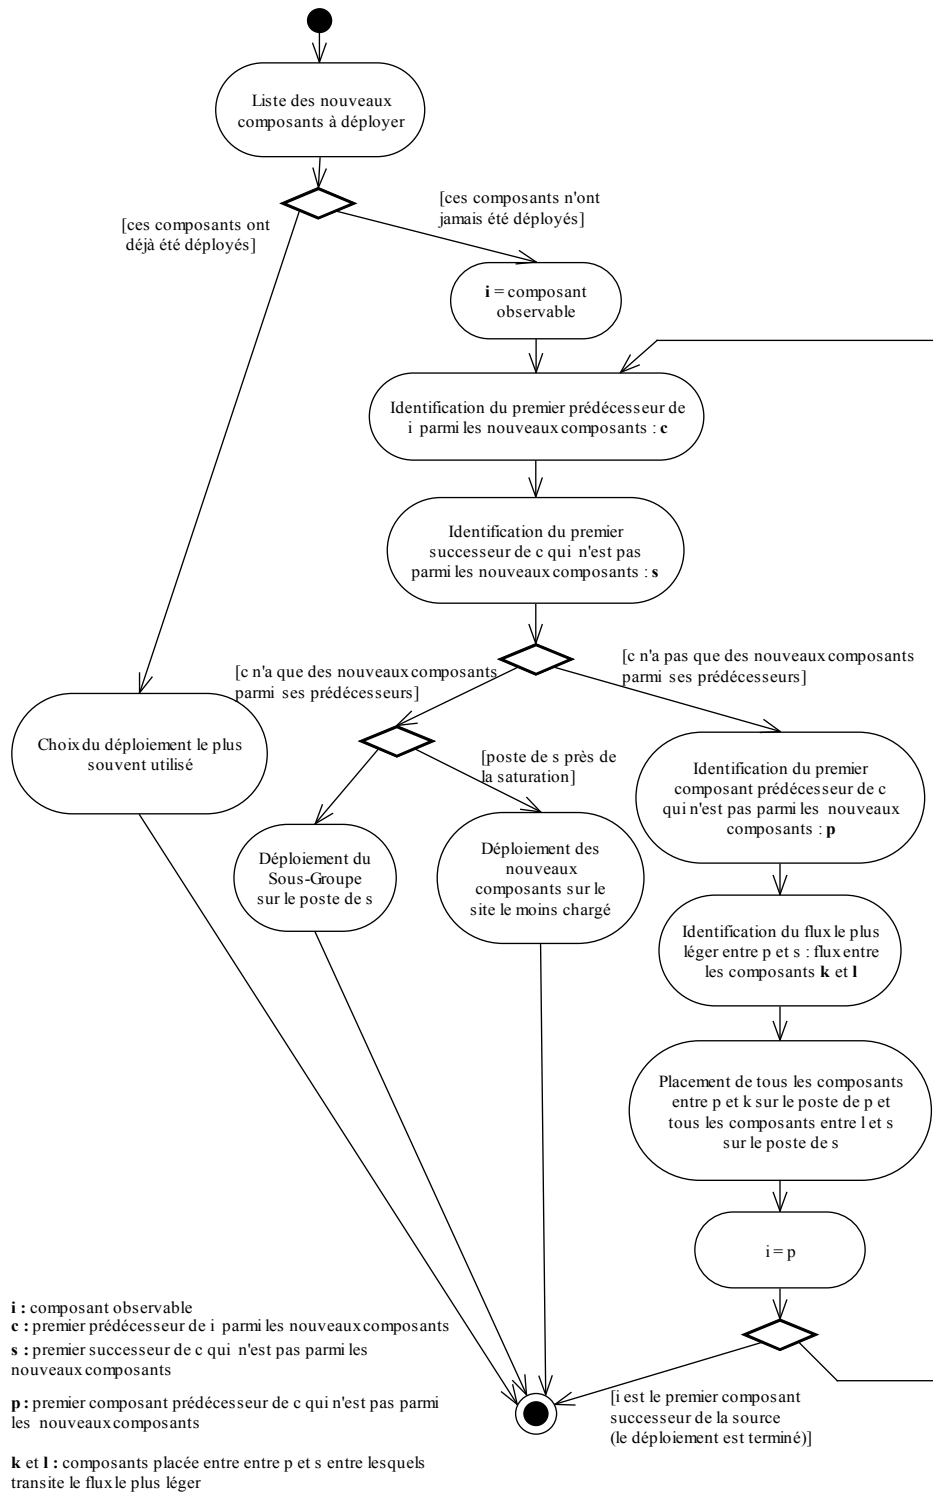 Liste des nouveaux
composants à déployer
[ces composants ont
déjà été déployés]
[ces composants n'ont
jamais été déployés]
i = composant
observable
Identification du premier prédécesseur de
i parmi les nouveaux composants : c
Identification du premier
successeur de c qui n'est pas
parmi les nouveaux composants : s
[c n'a que des nouveaux composants
parmi ses prédécesseurs]
[c n'a pas que des nouveaux composants
parmi ses prédécesseurs]
Choix du déploiement le plus
souvent utilisé
[poste de s près de
la saturation]
Déploiement du
Sous-Groupe
sur le poste de s
Déploiement des
nouveaux
composants sur le
site le moins chargé
Identification du premier
composant prédécesseur de c
qui n'est pas parmi les nouveaux
composants : p
Identification du flux le plus
léger entre p et s : flux entre
les composants k et l
Placement de tous les composants
entre p et k sur le poste de p et
tous les composants entre l et s
sur le poste de s
i = p
[i est le premier composant
successeur de la source
(le déploiement est terminé)]
i : composant observable
c : premier prédécesseur de i parmi les nouveaux composants
s : premier successeur de c qui n'est pas parmi les
nouveaux composants
p : premier composant prédécesseur de c qui n'est pas parmi
les nouveaux composants
k et l : composants placée entre entre p et s entre lesquels
transite le flux le plus léger